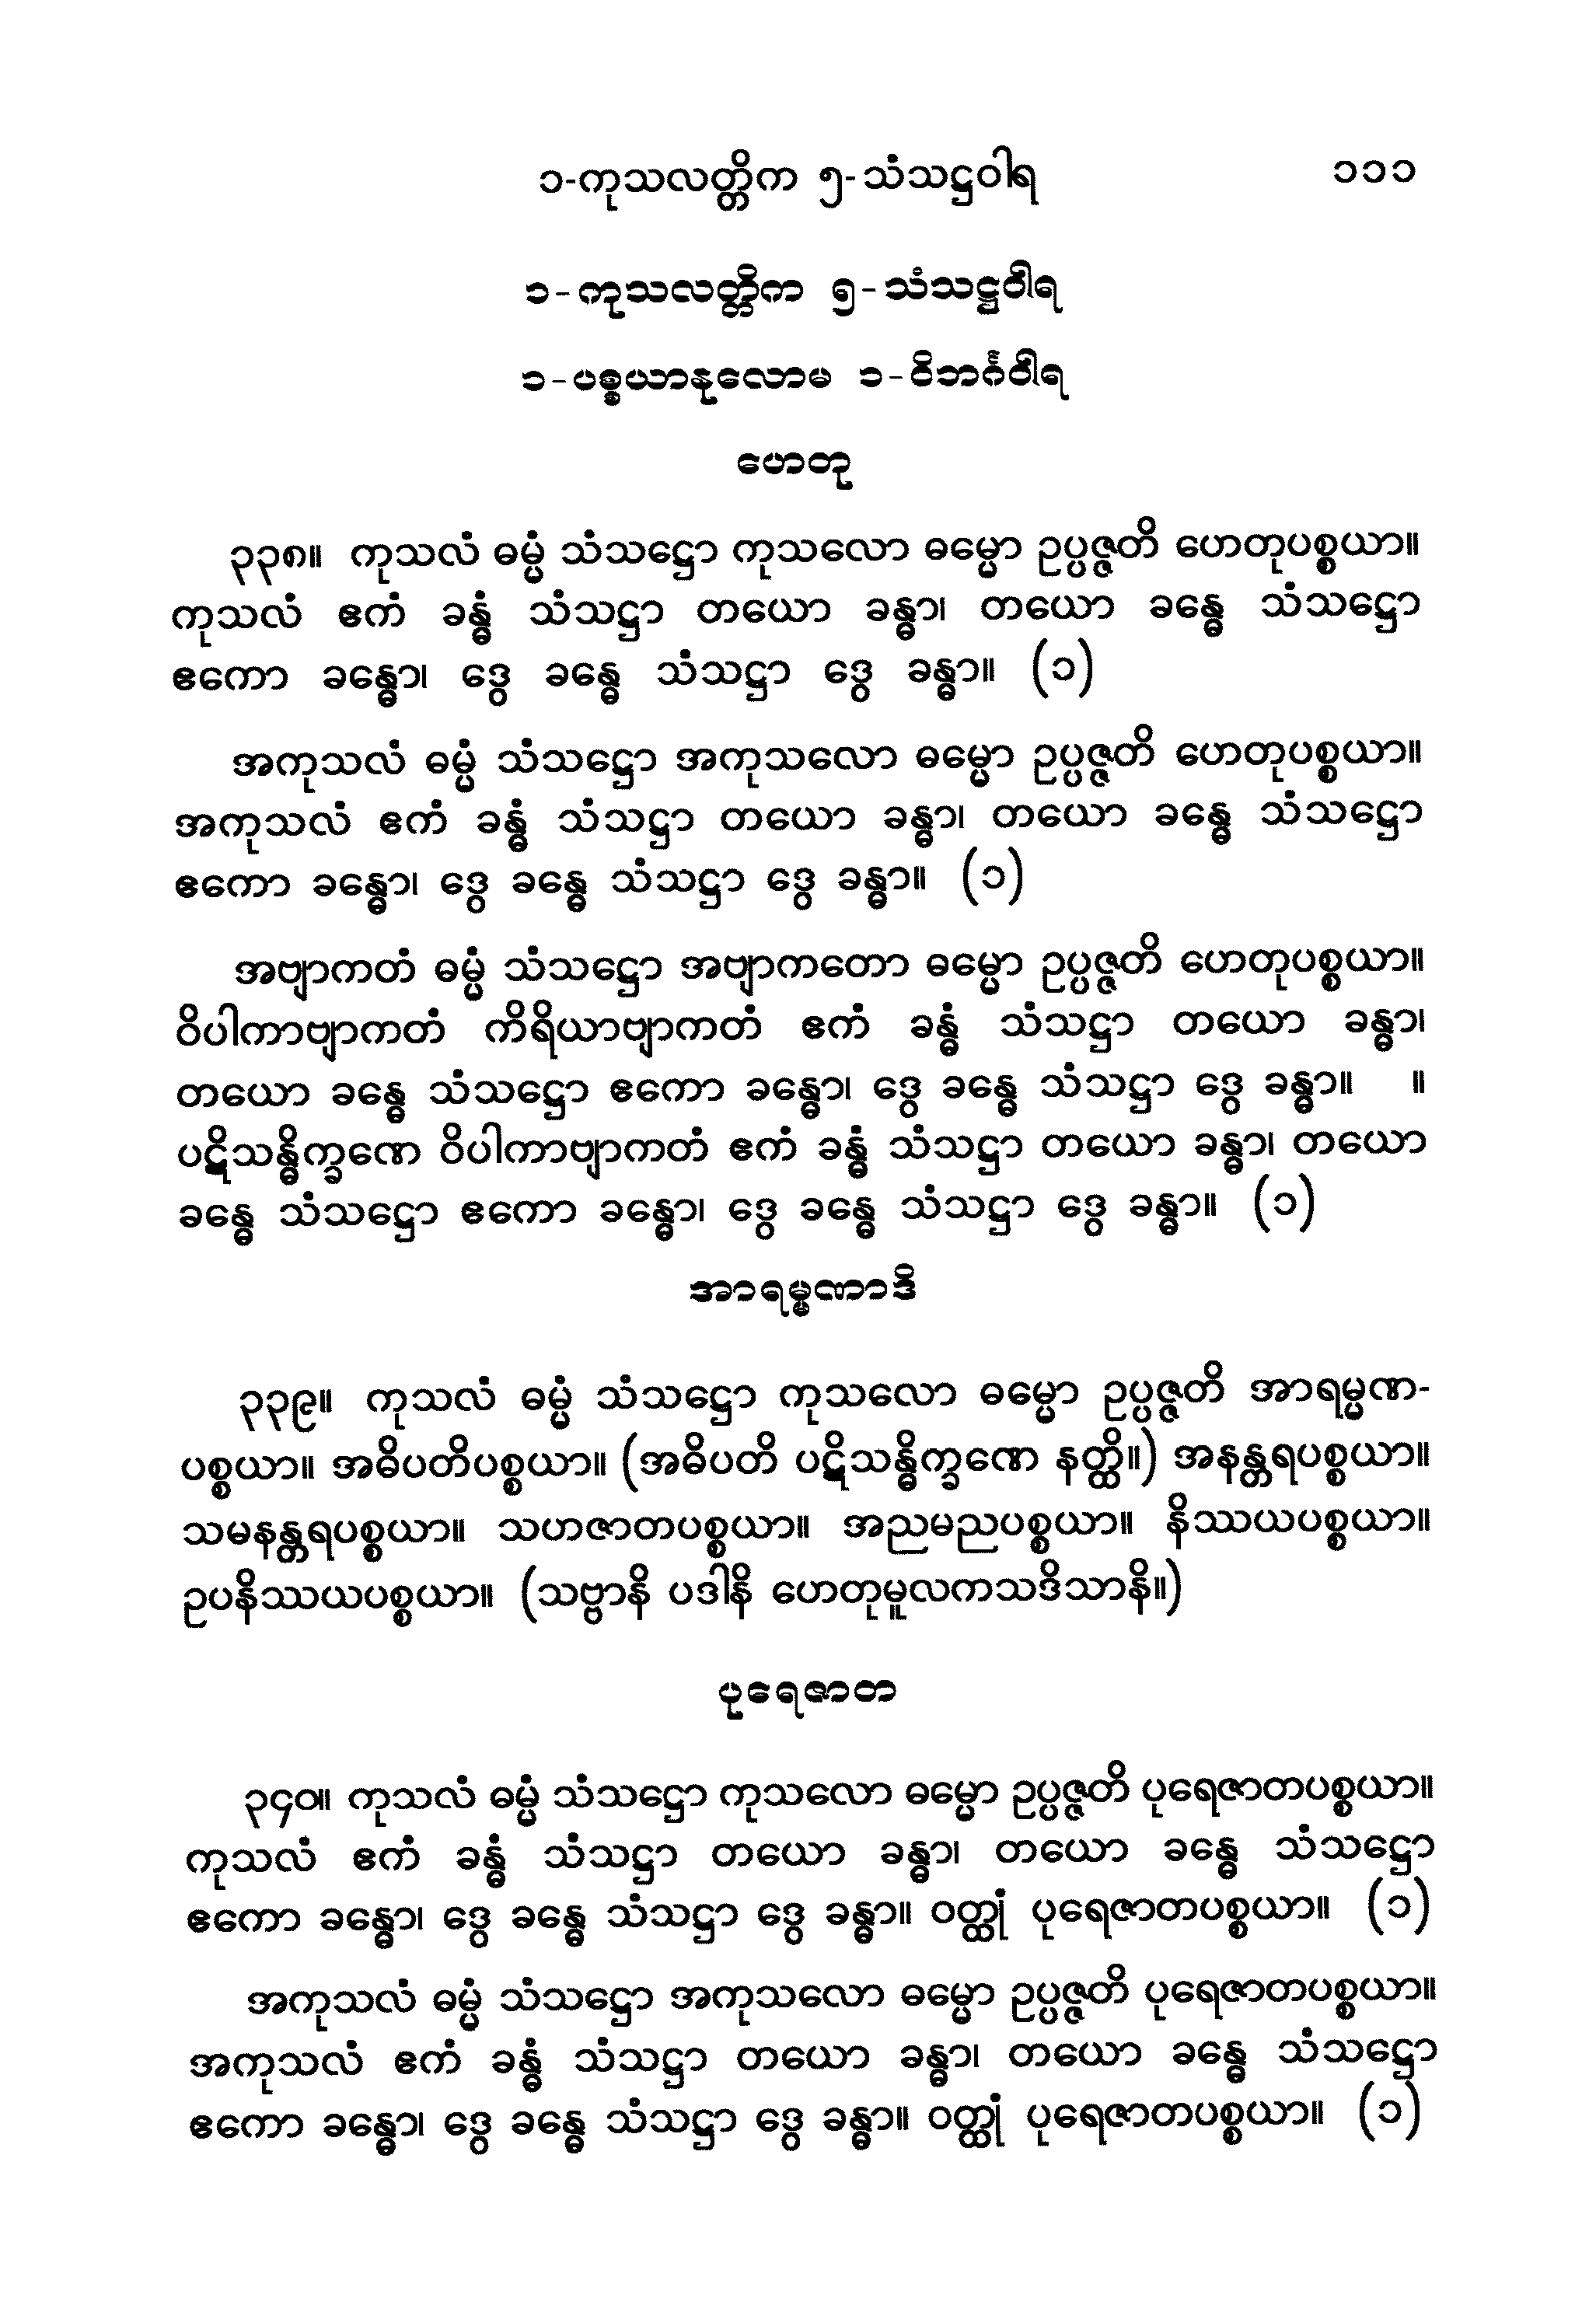 ၁-ကုသလတ္တိက ၅-သံသဋ္ဌဝါရ ၁၁၁
၁-ကုသလတ္တိက ၅-သံသဋ္ဌဝါရ
၁-ပစ္စယာနုလောမ ၁-ဝိဘင်္ဂဝါရ
ဟေတု
၃၃၈။ ကုသလံ ဓမ္မံ သံသဋ္ဌော ကုသလော ဓမ္မော ဥပ္ပဇ္ဇတိ ဟေတုပစ္စယာ။
ကုသလံ ဧကံ ခန္ဓံ သံသဋ္ဌာ တယော ခန္ဓာ၊ တယော ခန္ဓေ သံသဋ္ဌော
ဧကော ခန္ဓော၊ ဒွေ ခန္ဓေ သံသဋ္ဌာ ဒွေ ခန္ဓာ။ (၁)
အကုသလံ ဓမ္မံ သံသဋ္ဌော အကုသလော ဓမ္မော ဥပ္ပဇ္ဇတိ ဟေတုပစ္စယာ။
အကုသလံ ဧကံ ခန္ဓံ သံသဋ္ဌာ တယော ခန္ဓာ၊ တယော ခန္ဓေ သံသဋ္ဌော
ဧကော ခန္ဓော၊ ဒွေ ခန္ဓေ သံသဋ္ဌာ ဒွေ ခန္ဓာ။ (၁)
အဗျာကတံ ဓမ္မံ သံသဋ္ဌော အဗျာကတော ဓမ္မော ဥပ္ပဇ္ဇတိ ဟေတုပစ္စယာ။
ဝိပါကာဗျာကတံ ကိရိယာဗျာကတံ ဧကံ ခန္ဓံ သံသဋ္ဌာ တယော ခန္ဓာ၊
တယော ခန္ဓေ သံသဋ္ဌော ဧကော ခန္ဓော၊ ဒွေ ခန္ဓေ သံသဋ္ဌာ ဒွေ ခန္ဓာ။ ။
ပဋိသန္ဓိက္ခဏေ ဝိပါကာဗျာကတံ ဧကံ ခန္ဓံ သံသဋ္ဌာ တယော ခန္ဓာ၊ တယော
ခန္ဓေ သံသဋ္ဌော ဧကော ခန္ဓော၊ ဒွေ ခန္ဓေ သံသဋ္ဌာ ဒွေ ခန္ဓာ။ (၁)
အာရမ္မဏာဒိ
၃၃၉။ ကုသလံ ဓမ္မံ သံသဋ္ဌော ကုသလော ဓမ္မော ဥပ္ပဇ္ဇတိ အာရမ္မဏ-
ပစ္စယာ။ အဓိပတိပစ္စယာ။ (အဓိပတိ ပဋိသန္ဓိက္ခဏေ နတ္ထိ။) အနန္တရပစ္စယာ။
သမနန္တရပစ္စယာ။ သဟဇာတပစ္စယာ။ အညမညပစ္စယာ။ နိဿယပစ္စယာ။
ဥပနိဿယပစ္စယာ။ (သဗ္ဗာနိ ပဒါနိ ဟေတုမူလကသဒိသာနိ။)
ပုရေဇာတ
၃၄၀။ ကုသလံ ဓမ္မံ သံသဋ္ဌော ကုသလော ဓမ္မော ဥပ္ပဇ္ဇတိ ပုရေဇာတပစ္စယာ။
ကုသလံ ဧကံ ခန္ဓံ သံသဋ္ဌာ တယော ခန္ဓာ၊ တယော ခန္ဓေ သံသဋ္ဌော
ဧကော ခန္ဓော၊ ဒွေ ခန္ဓေ သံသဋ္ဌာ ဒွေ ခန္ဓာ။ ဝတ္ထုံ ပုရေဇာတပစ္စယာ။ (၁)
အကုသလံ ဓမ္မံ သံသဋ္ဌော အကုသလော ဓမ္မော ဥပ္ပဇ္ဇတိ ပုရေဇာတပစ္စယာ။
အကုသလံ ဧကံ ခန္ဓံ သံသဋ္ဌာ တယော ခန္ဓာ၊ တယော ခန္ဓေ သံသဋ္ဌော
ဧကော ခန္ဓော၊ ဒွေ ခန္ဓေ သံသဋ္ဌာ ဒွေ ခန္ဓာ။ ဝတ္ထုံ ပုရေဇာတပစ္စယာ။ (၁)